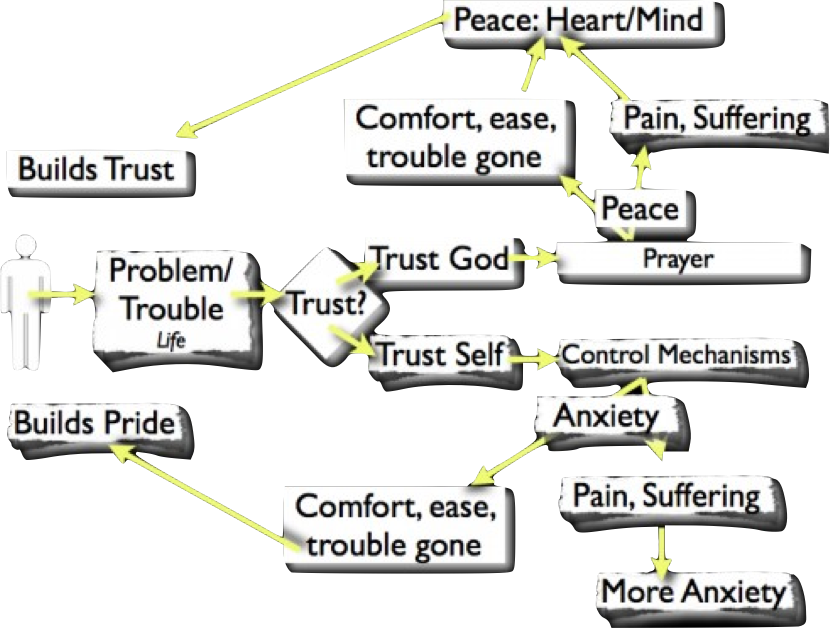 Peace: Heart/Mind
Comfort, ease,
trouble gone
Pain, Suffering
Builds Trust
Peace
Problem/
Trouble
Life
Trust?
Trust God
Prayer
Trust Self
Control Mechanisms
Builds Pride
Anxiety
Comfort, ease,
trouble gone
Pain, Suffering
More Anxiety